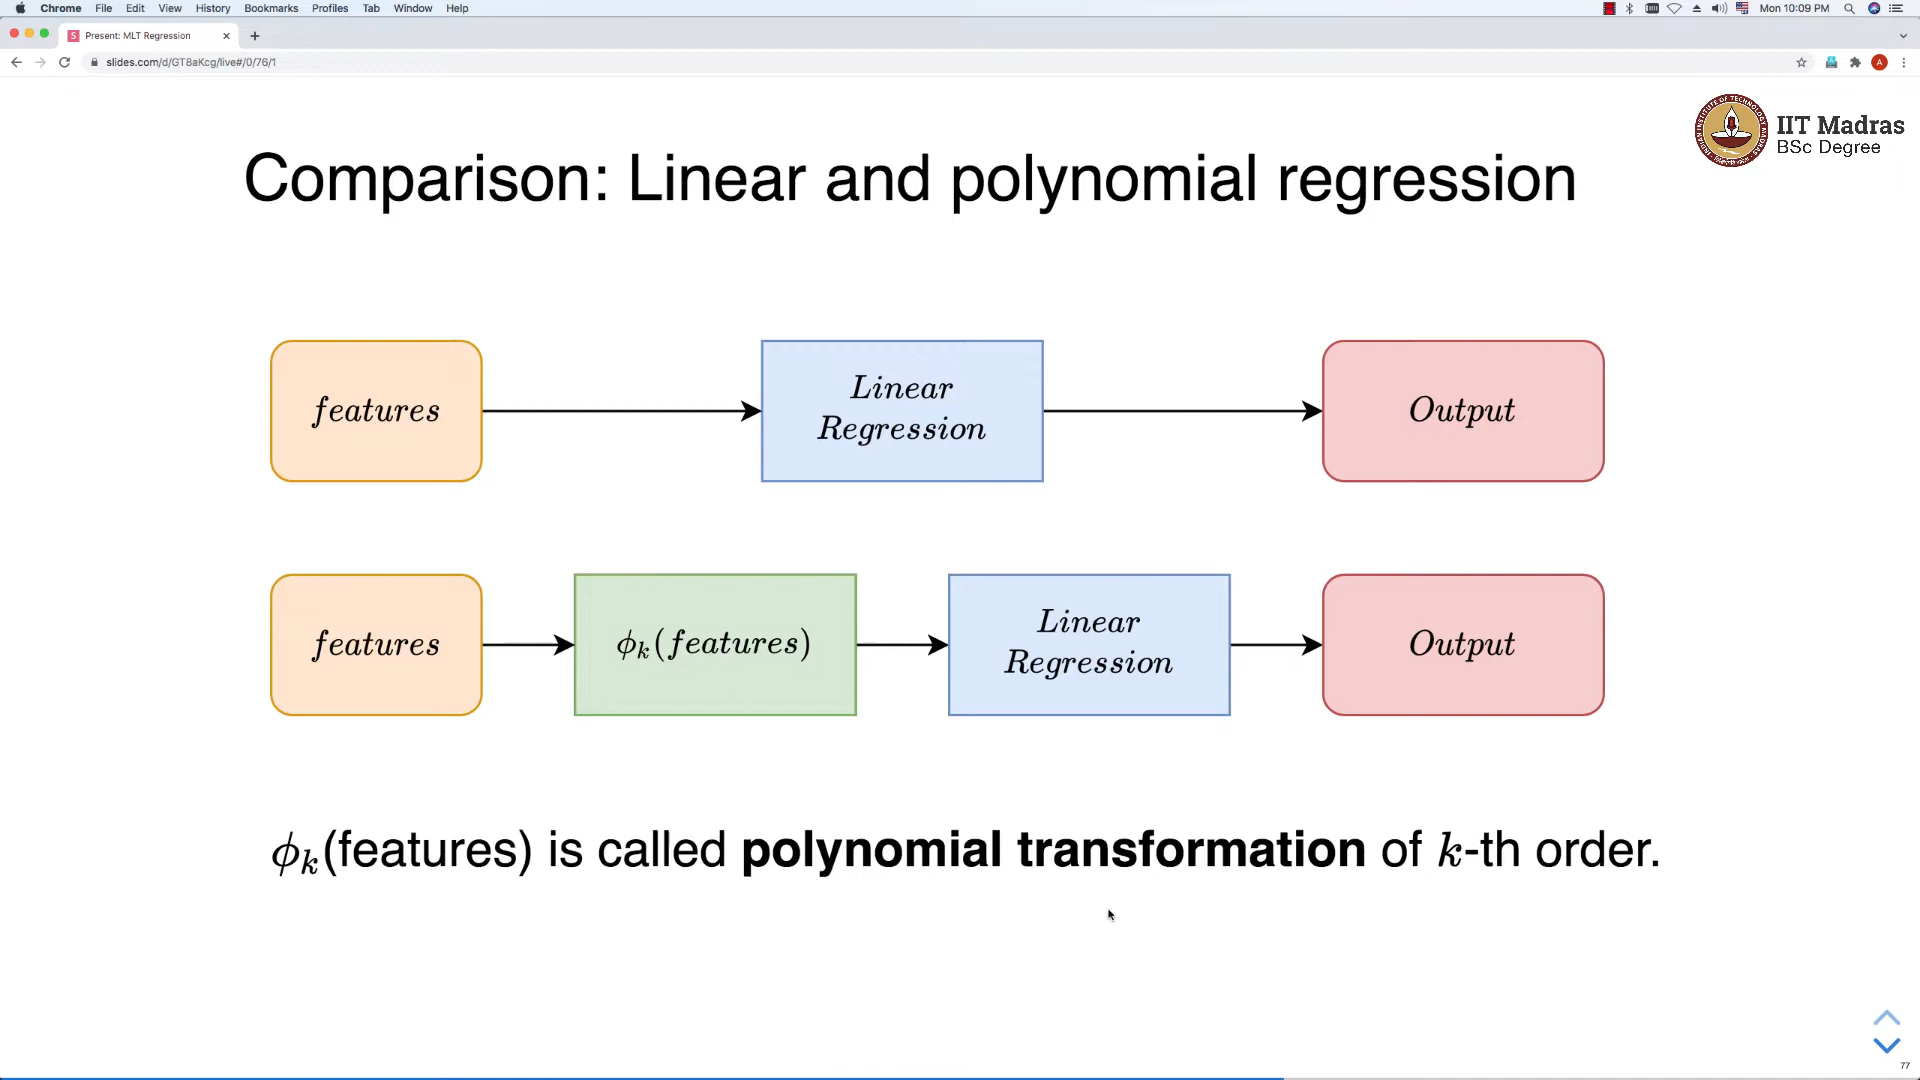 Chrome File Edit View History Bookmarks Profiles Tab Window Help Mon 10:09 PM
S Present: MLT Regression
slides.com/d/GT8aKcg/live#/0/76/1 A
IIT Madras
BSc Degree
Comparison: Linear and polynomial regression
features
Linear
Regression
Output
features
ϕₖ(features)
Linear
Regression
Output
ϕₖ(features) is called polynomial transformation of k-th order.
77